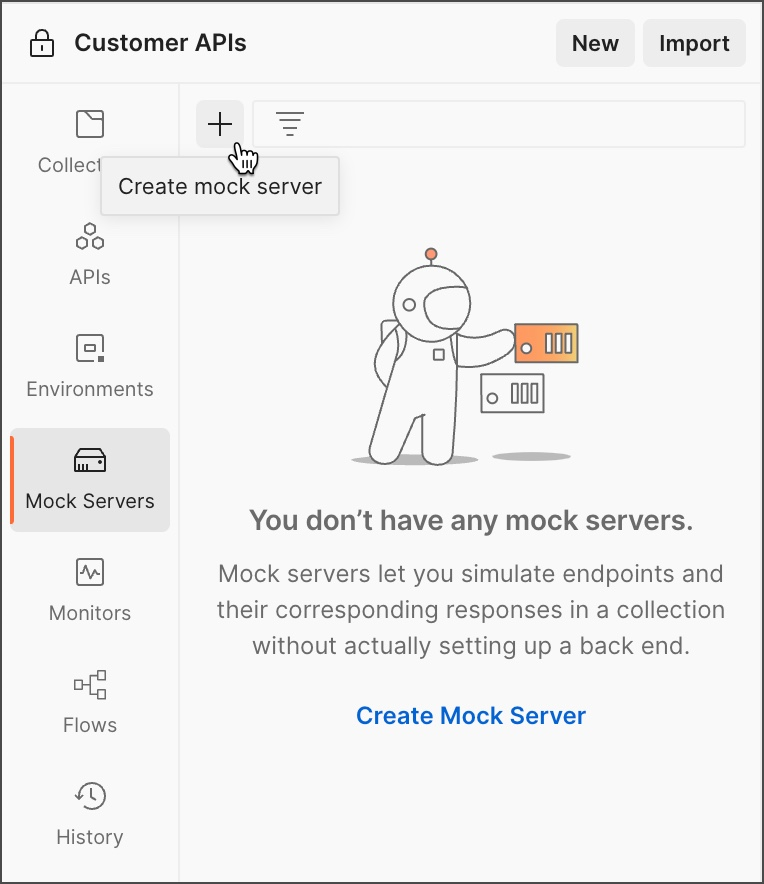 Customer APIs
New
Import
Collect
Create mock server
APIs
Environments
Mock Servers
Monitors
Flows
History
You don’t have any mock servers.
Mock servers let you simulate endpoints and
their corresponding responses in a collection
without actually setting up a back end.
Create Mock Server